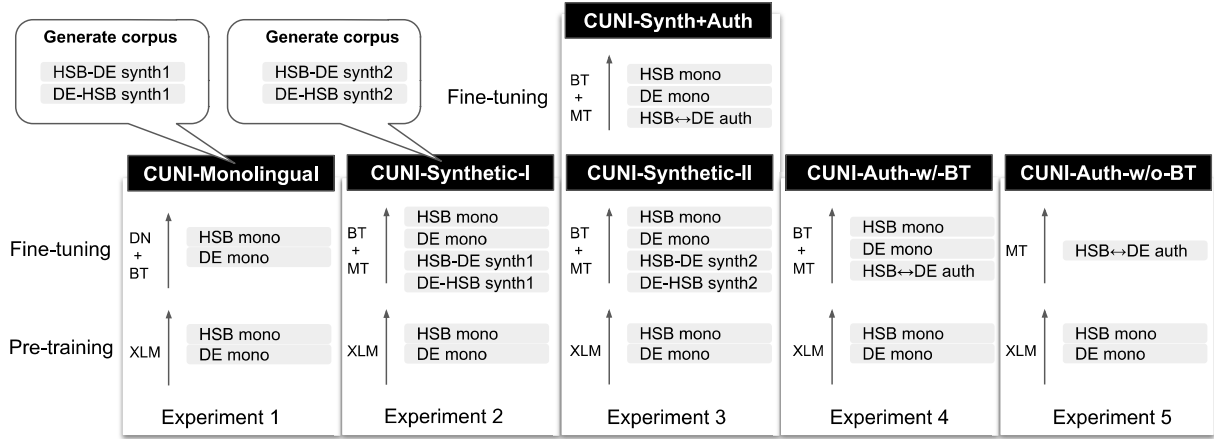 Generate corpus
HSB-DE synth1
DE-HSB synth1
Generate corpus
HSB-DE synth2
DE-HSB synth2
CUNI-Synth+Auth
Fine-tuning
BT
+
MT
HSB mono
DE mono
HSB↔DE auth
CUNI-Monolingual
CUNI-Synthetic-I
CUNI-Synthetic-II
CUNI-Auth-w/-BT
CUNI-Auth-w/o-BT
Fine-tuning
DN
+
BT
HSB mono
DE mono
BT
+
MT
HSB mono
DE mono
HSB-DE synth1
DE-HSB synth1
BT
+
MT
HSB mono
DE mono
HSB-DE synth2
DE-HSB synth2
BT
+
MT
HSB mono
DE mono
HSB↔DE auth
MT
HSB↔DE auth
Pre-training
XLM
HSB mono
DE mono
XLM
HSB mono
DE mono
XLM
HSB mono
DE mono
XLM
HSB mono
DE mono
XLM
HSB mono
DE mono
Experiment 1
Experiment 2
Experiment 3
Experiment 4
Experiment 5